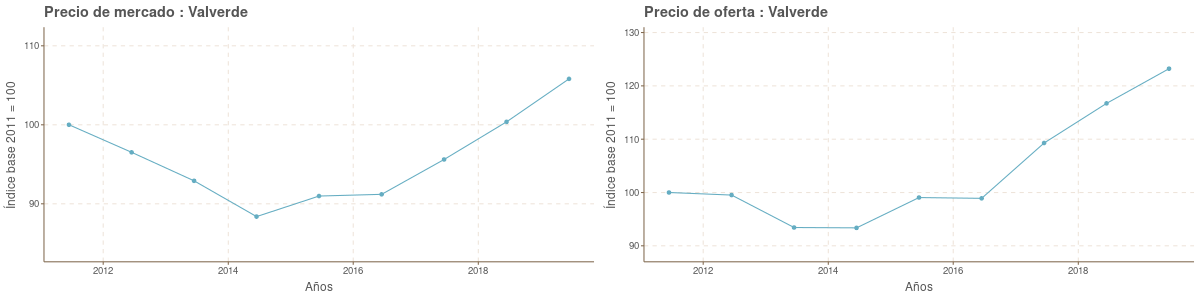 Precio de mercado : Valverde
110
100
90
Índice base 2011 = 100
2012
2014
2016
2018
Años
Precio de oferta : Valverde
130
120
110
100
90
Índice base 2011 = 100
2012
2014
2016
2018
Años